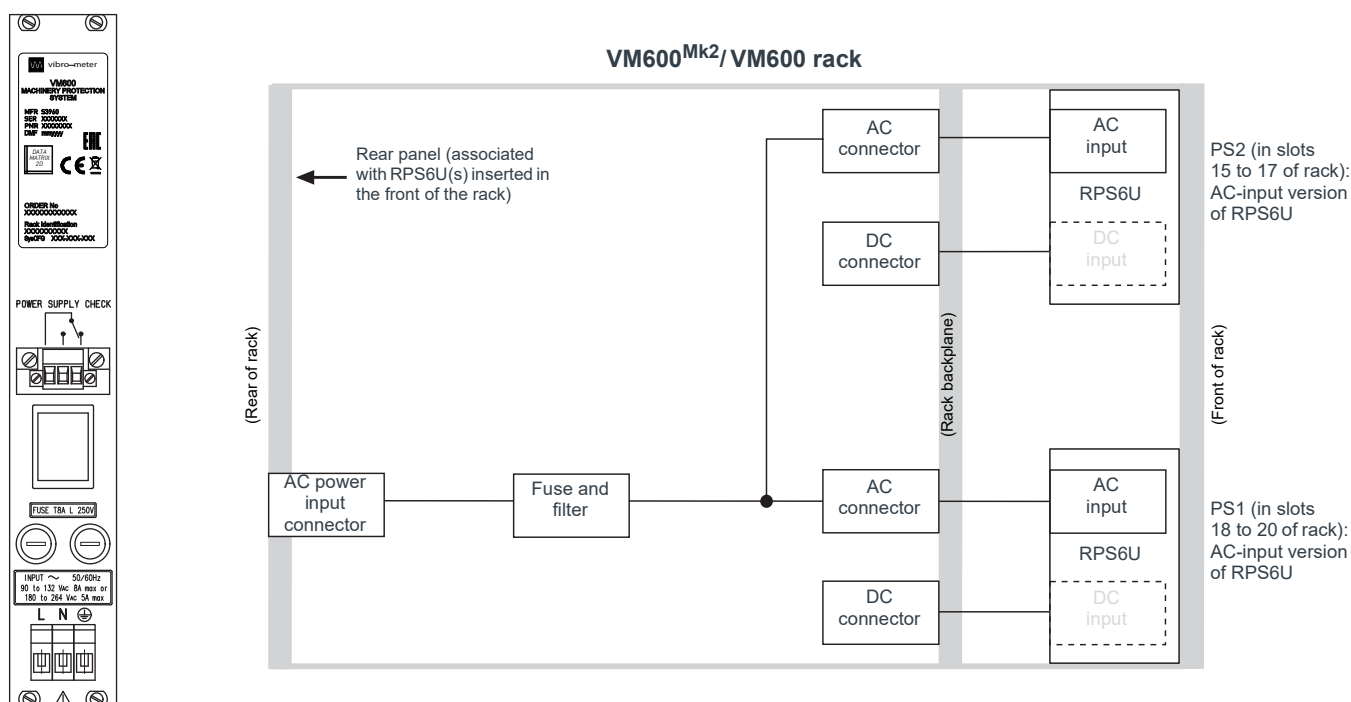 vibro-meter
VM600
MACHINERY PROTECTION
SYSTEM
MFR S3960
SER XXXXXXX
PNR XXXXXXXX
DMF mmyyyy
EAC
DATA
MATRIX
2D
CE
ORDER No
XXXXXXXXXXXX
Rack Identification
XXXXXXXXXX
SysCFG XXX-XXX-XXX
POWER SUPPLY CHECK
FUSE T8A L 250V
INPUT ~ 50/60Hz
90 to 132 VAC 8A max or
180 to 264 VAC 5A max
L N
VM600Mk2/ VM600 rack
Rear panel (associated
with RPS6U(s) inserted in
the front of the rack)
(Rear of rack)
AC power
input
connector
Fuse and
filter
AC
connector
DC
connector
AC
connector
DC
connector
(Rack backplane)
AC
input
RPS6U
DC
input
AC
input
RPS6U
DC
input
(Front of rack)
PS2 (in slots
15 to 17 of rack):
AC-input version
of RPS6U
PS1 (in slots
18 to 20 of rack):
AC-input version
of RPS6U